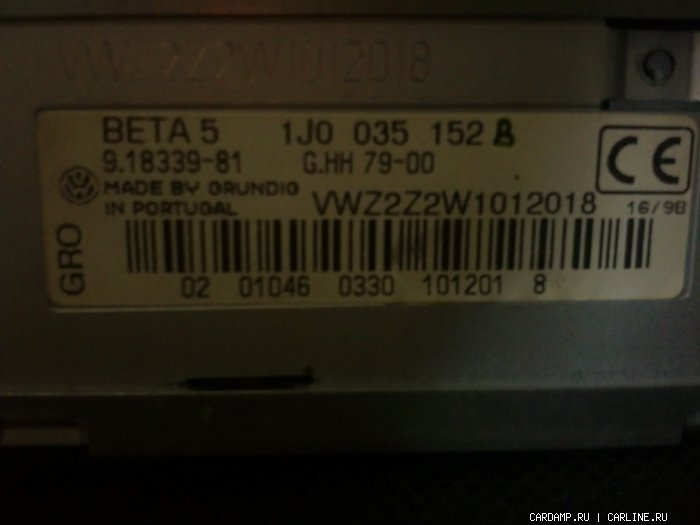 VWZ2Z2W1012018
BETA 5 1J0 035 152 B
9.18339-81 G.HH 79-00
MADE BY GRUNDIG
IN PORTUGAL VWZ2Z2W1012018 16/98
CE
GRO
02 01046 0330 101201 8
CARDAMP.RU | CARLINE.RU